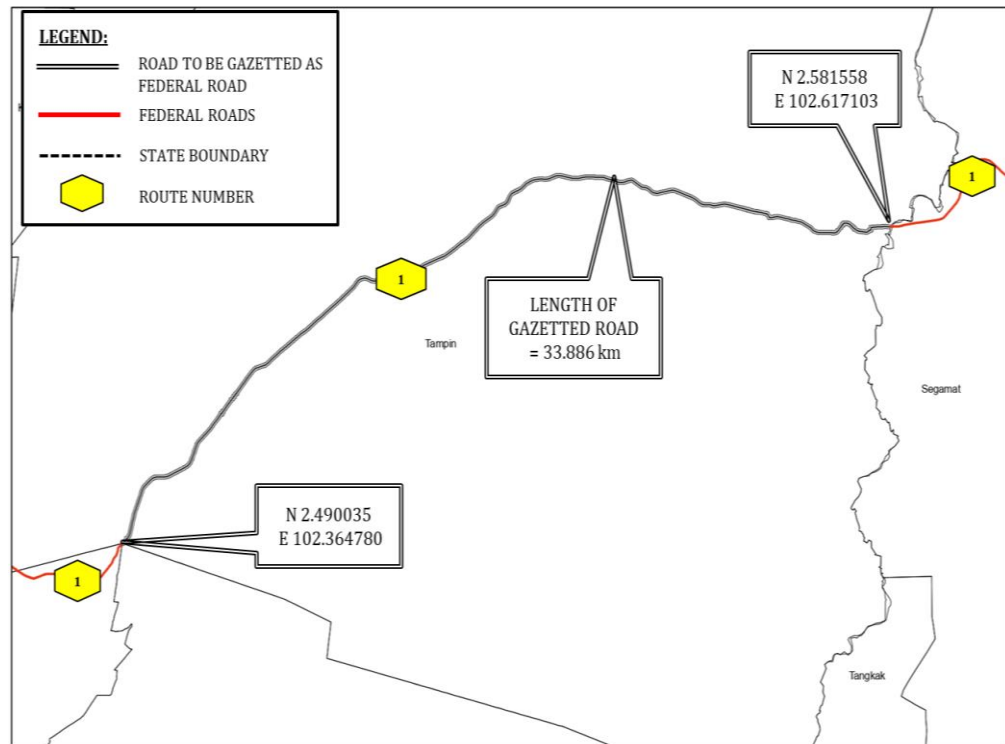 LEGEND:
ROAD TO BE GAZETTED AS
FEDERAL ROAD
FEDERAL ROADS
STATE BOUNDARY
ROUTE NUMBER
N 2.581558
E 102.617103
1
1
LENGTH OF
GAZETTED ROAD
= 33.886 km
Tampin
Segamat
N 2.490035
E 102.364780
1
Tangkak